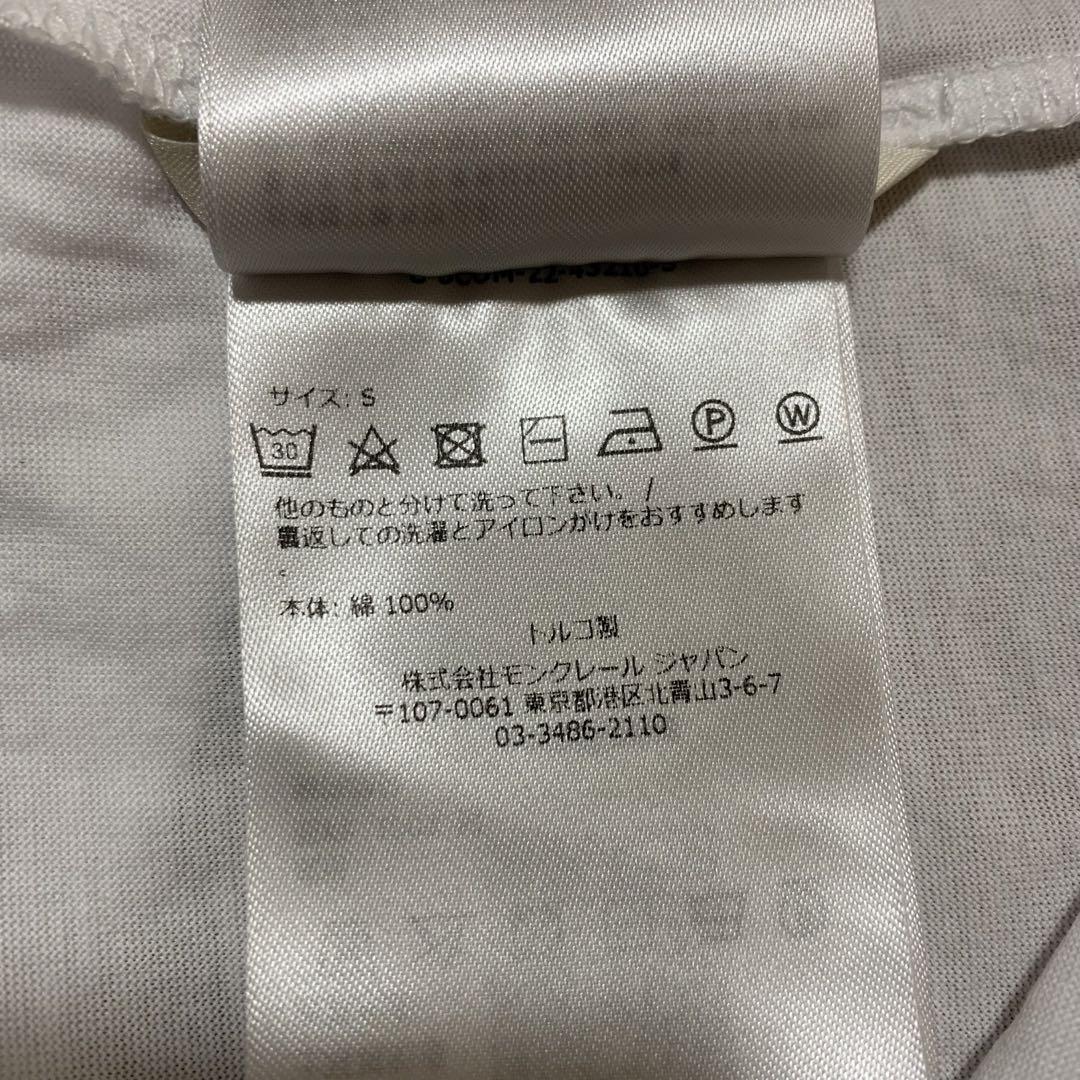 サイズ: S
30
P
W
他のものと分けて洗って下さい。/
裏返しての洗濯とアイロンがけをおすすめします
。
本体: 綿 100%
トルコ製
株式会社モンクレール ジャパン
〒107-0061 東京都港区北青山3-6-7
03-3486-2110